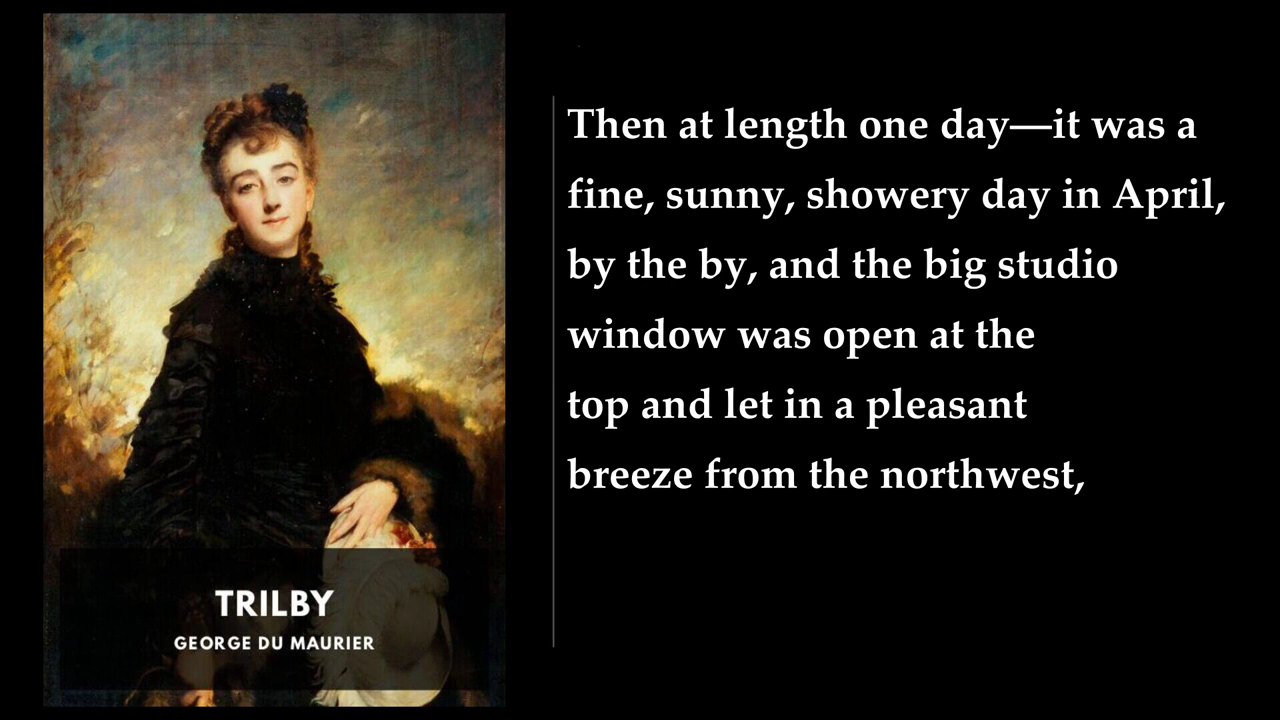 TRILBY
GEORGE DU MAURIER
Then at length one day—it was a
fine, sunny, showery day in April,
by the by, and the big studio
window was open at the
top and let in a pleasant
breeze from the northwest,